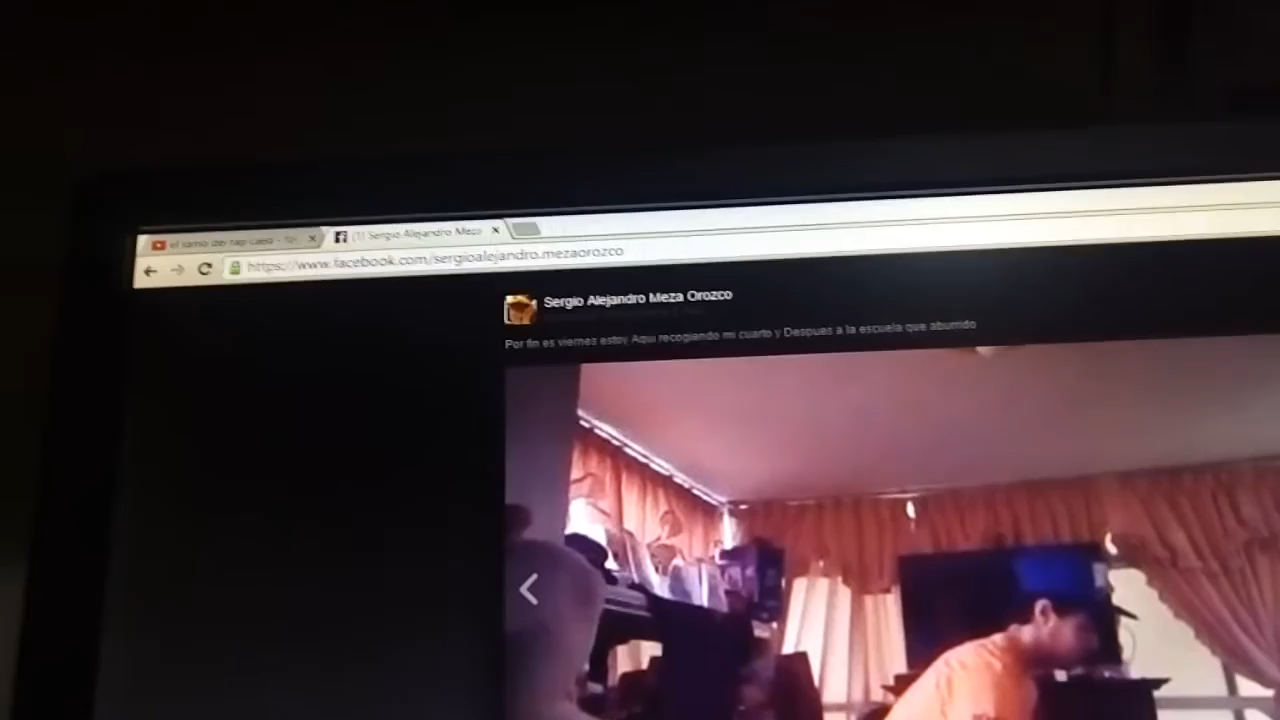 el
del rap
(1) Sergio Alejandro Meza
https://www.facebook.com/sergioalejandro.mezaorozco
Sergio Alejandro Meza Orozco
Por fin es viernes estoy Aqui recogiendo mi cuarto y Despues a la escuela que aburrido